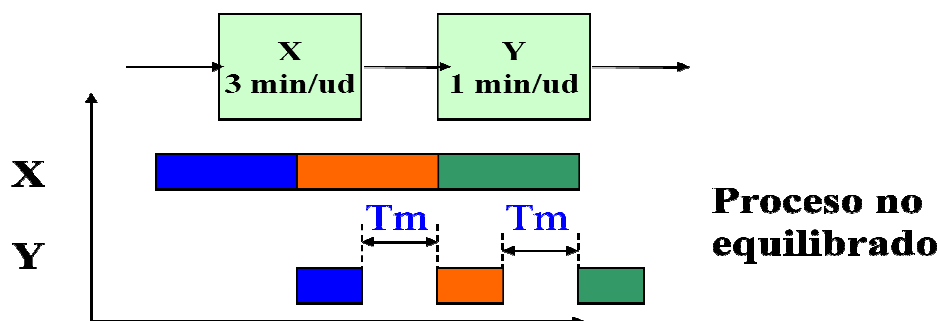 X
3 min/ud
Y
1 min/ud
X
Tm
Tm
Y
Proceso no
equilibrado